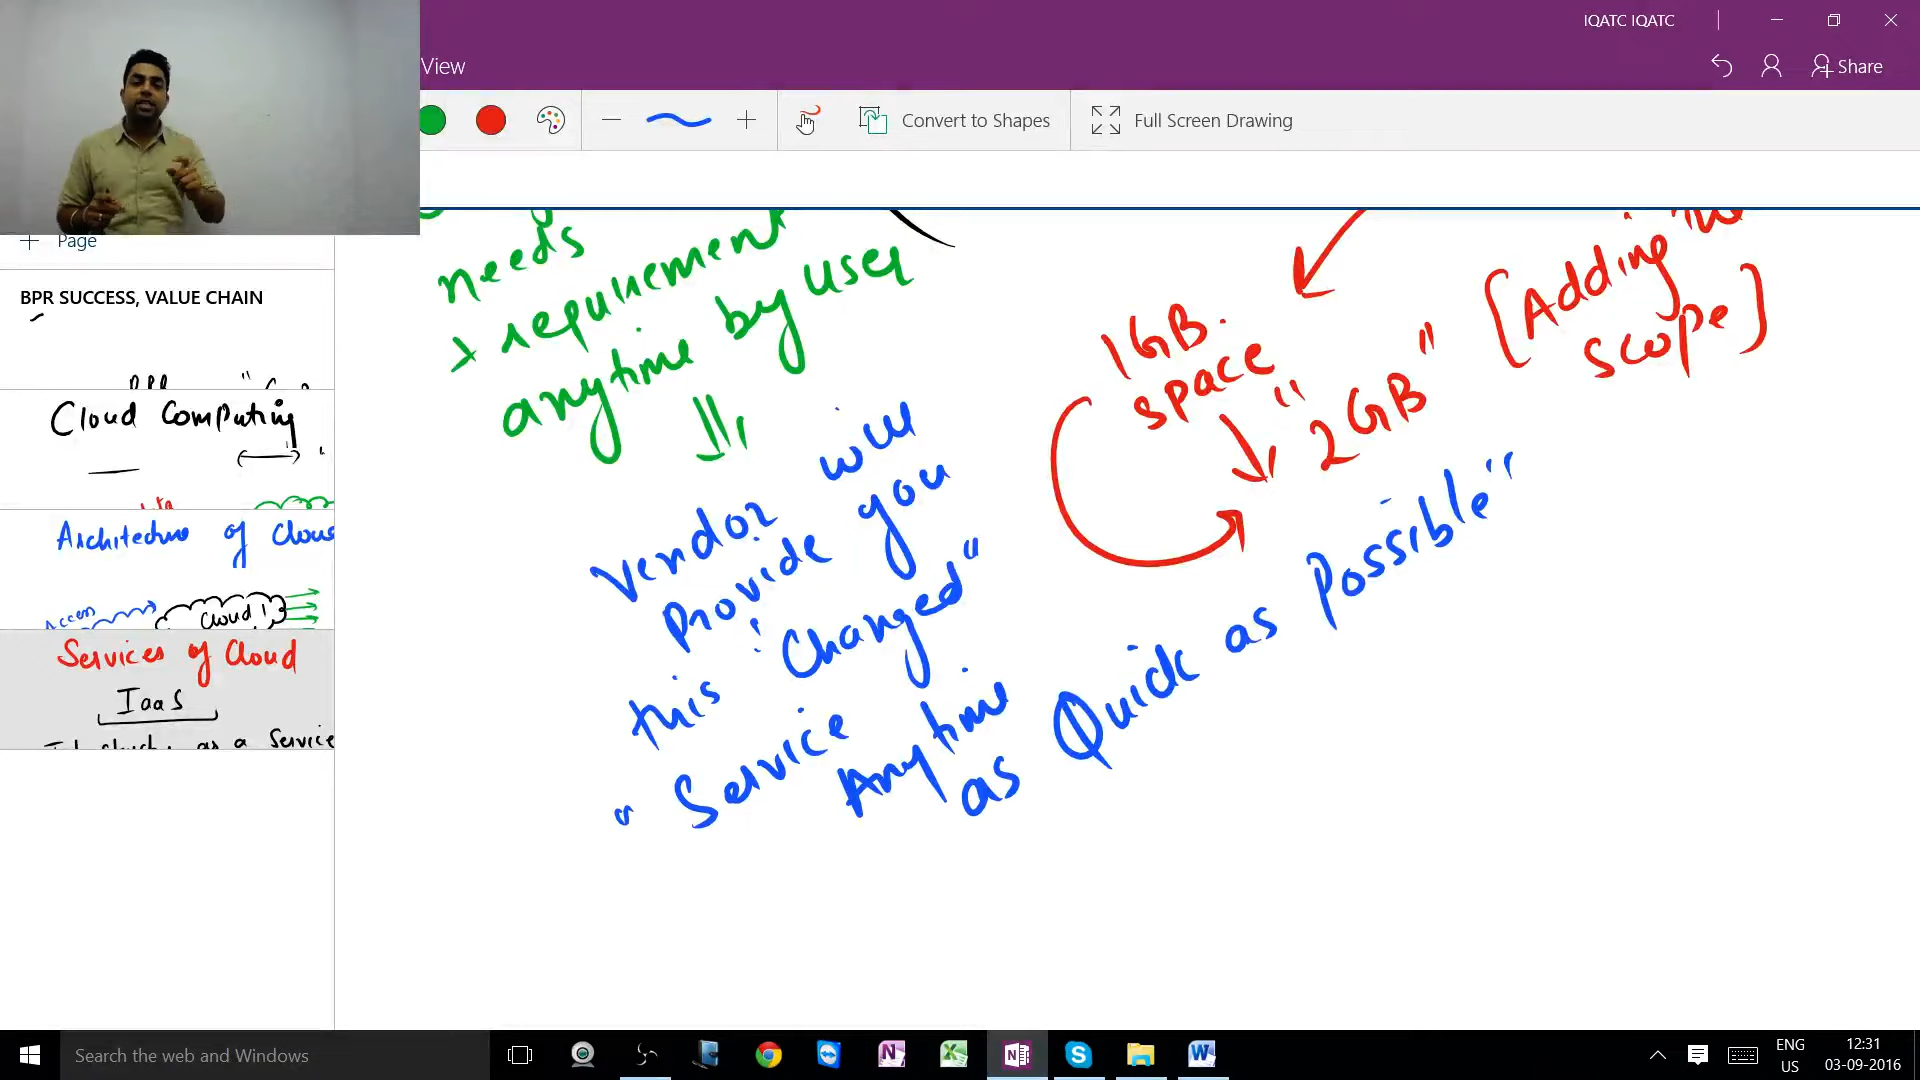 IQATC IQATC
View
Share
Convert to Shapes
Full Screen Drawing
Page
BPR SUCCESS, VALUE CHAIN
Cloud Computing
Architecture of Cloud
Access
Cloud
Services of Cloud
IaaS
as a Service
needs
requirement
anytime by user
1GB
space
"2GB"
[Adding
scope]
Vendor will
Provide you
this "Changed"
"Service Anytime
as Quick as Possible"
Search the web and Windows
ENG
US
12:31
03-09-2016